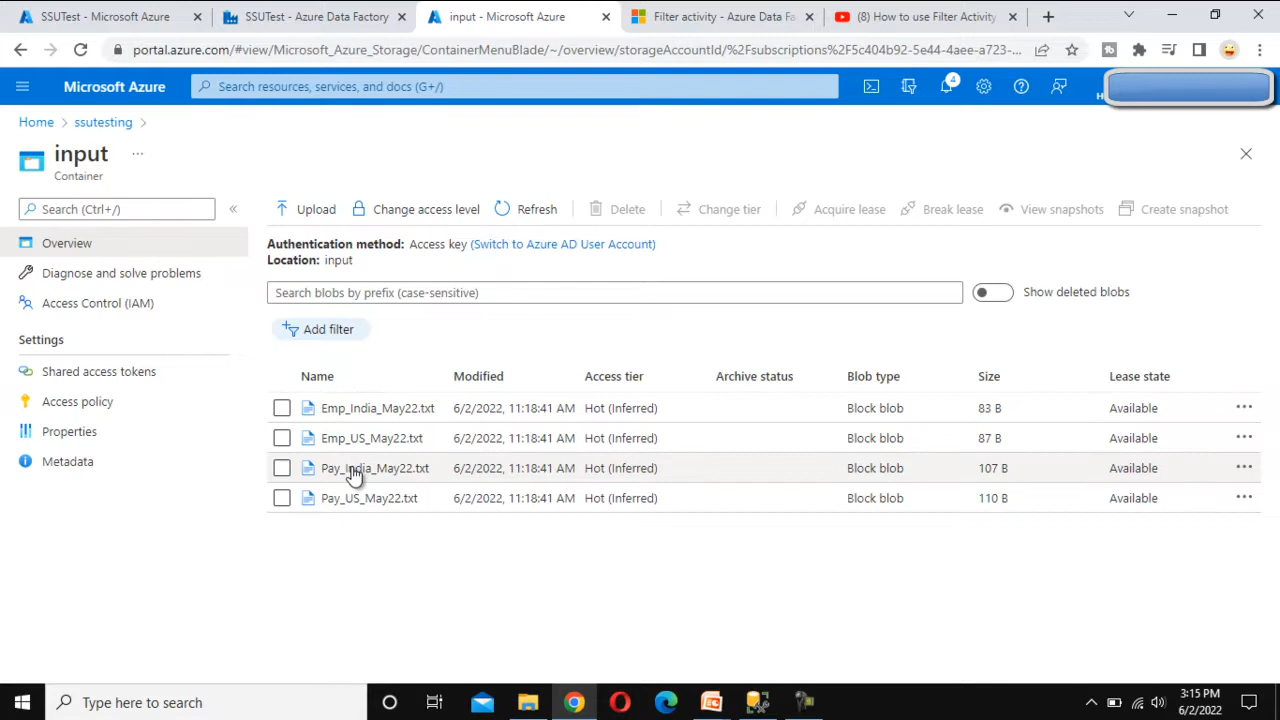 SSUTest - Microsoft Azure
SSUTest - Azure Data Factory
input - Microsoft Azure
Filter activity - Azure Data Fa
(8) How to use Filter Activity
portal.azure.com/#view/Microsoft_Azure_Storage/ContainerMenuBlade/~/overview/storageAccountId/%2Fsubscriptions%2F5c404b92-5e44-4aee-a723-...
Microsoft Azure
Search resources, services, and docs (G+/)
4
Home > ssutesting >
input ...
Container
Search (Ctrl+/)
«
Upload
Change access level
Refresh
Delete
Change tier
Acquire lease
Break lease
View snapshots
Create snapshot
Overview
Diagnose and solve problems
Access Control (IAM)
Settings
Shared access tokens
Access policy
Properties
Metadata
Authentication method: Access key (Switch to Azure AD User Account)
Location: input
Search blobs by prefix (case-sensitive)
Show deleted blobs
Add filter
Name Modified Access tier Archive status Blob type Size Lease state
Emp_India_May22.txt 6/2/2022, 11:18:41 AM Hot (Inferred) Block blob 83 B Available ...
Emp_US_May22.txt 6/2/2022, 11:18:41 AM Hot (Inferred) Block blob 87 B Available ...
Pay_India_May22.txt 6/2/2022, 11:18:41 AM Hot (Inferred) Block blob 107 B Available ...
Pay_US_May22.txt 6/2/2022, 11:18:41 AM Hot (Inferred) Block blob 110 B Available ...
Type here to search
3:15 PM
6/2/2022